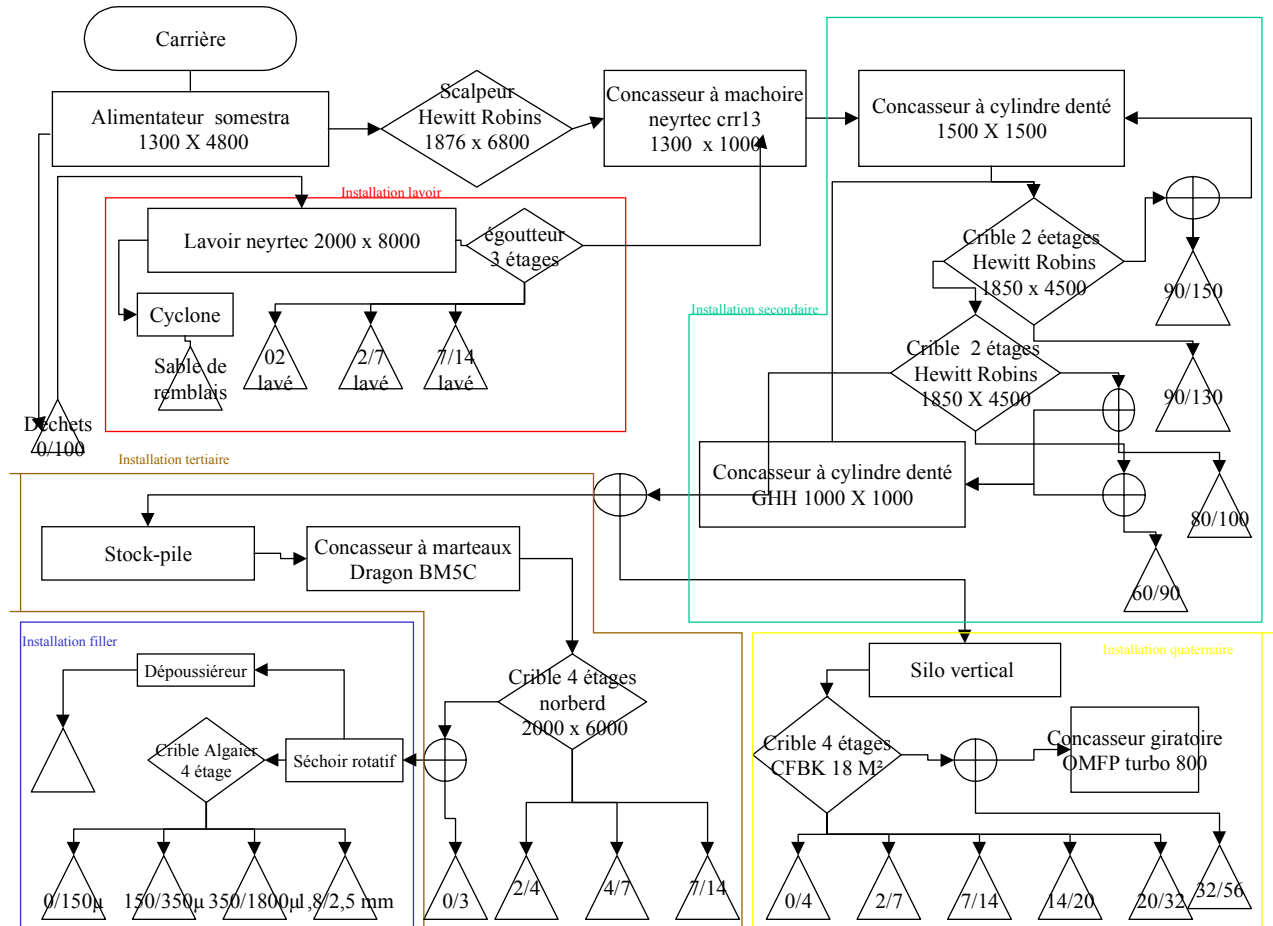 Carrière
Alimentateur somestra
1300 X 4800
Scalpeur
Hewitt Robins
1876 x 6800
Concasseur à machoire
neyrtec crr13
1300 x 1000
Concasseur à cylindre denté
1500 X 1500
Installation lavoir
Lavoir neyrtec 2000 x 8000
égoutteur
3 étages
Cyclone
Sable de
remblais
02
lavé
2/7
lavé
7/14
lavé
Déchets
0/100
Installation secondaire
Crible 2 éetages
Hewitt Robins
1850 x 4500
90/150
Crible 2 étages
Hewitt Robins
1850 X 4500
90/130
Concasseur à cylindre denté
GHH 1000 X 1000
80/100
60/90
Installation tertiaire
Stock-pile
Concasseur à marteaux
Dragon BM5C
Crible 4 étages
norberd
2000 x 6000
Installation filler
Dépoussiéreur
Crible Algaier
4 étage
Séchoir rotatif
0/150µ
150/350µ
350/1800µ
1,8/2,5 mm
0/3
2/4
4/7
7/14
Installation quaternaire
Silo vertical
Crible 4 étages
CFBK 18 M²
Concasseur giratoire
OMFP turbo 800
0/4
2/7
7/14
14/20
20/32
32/56